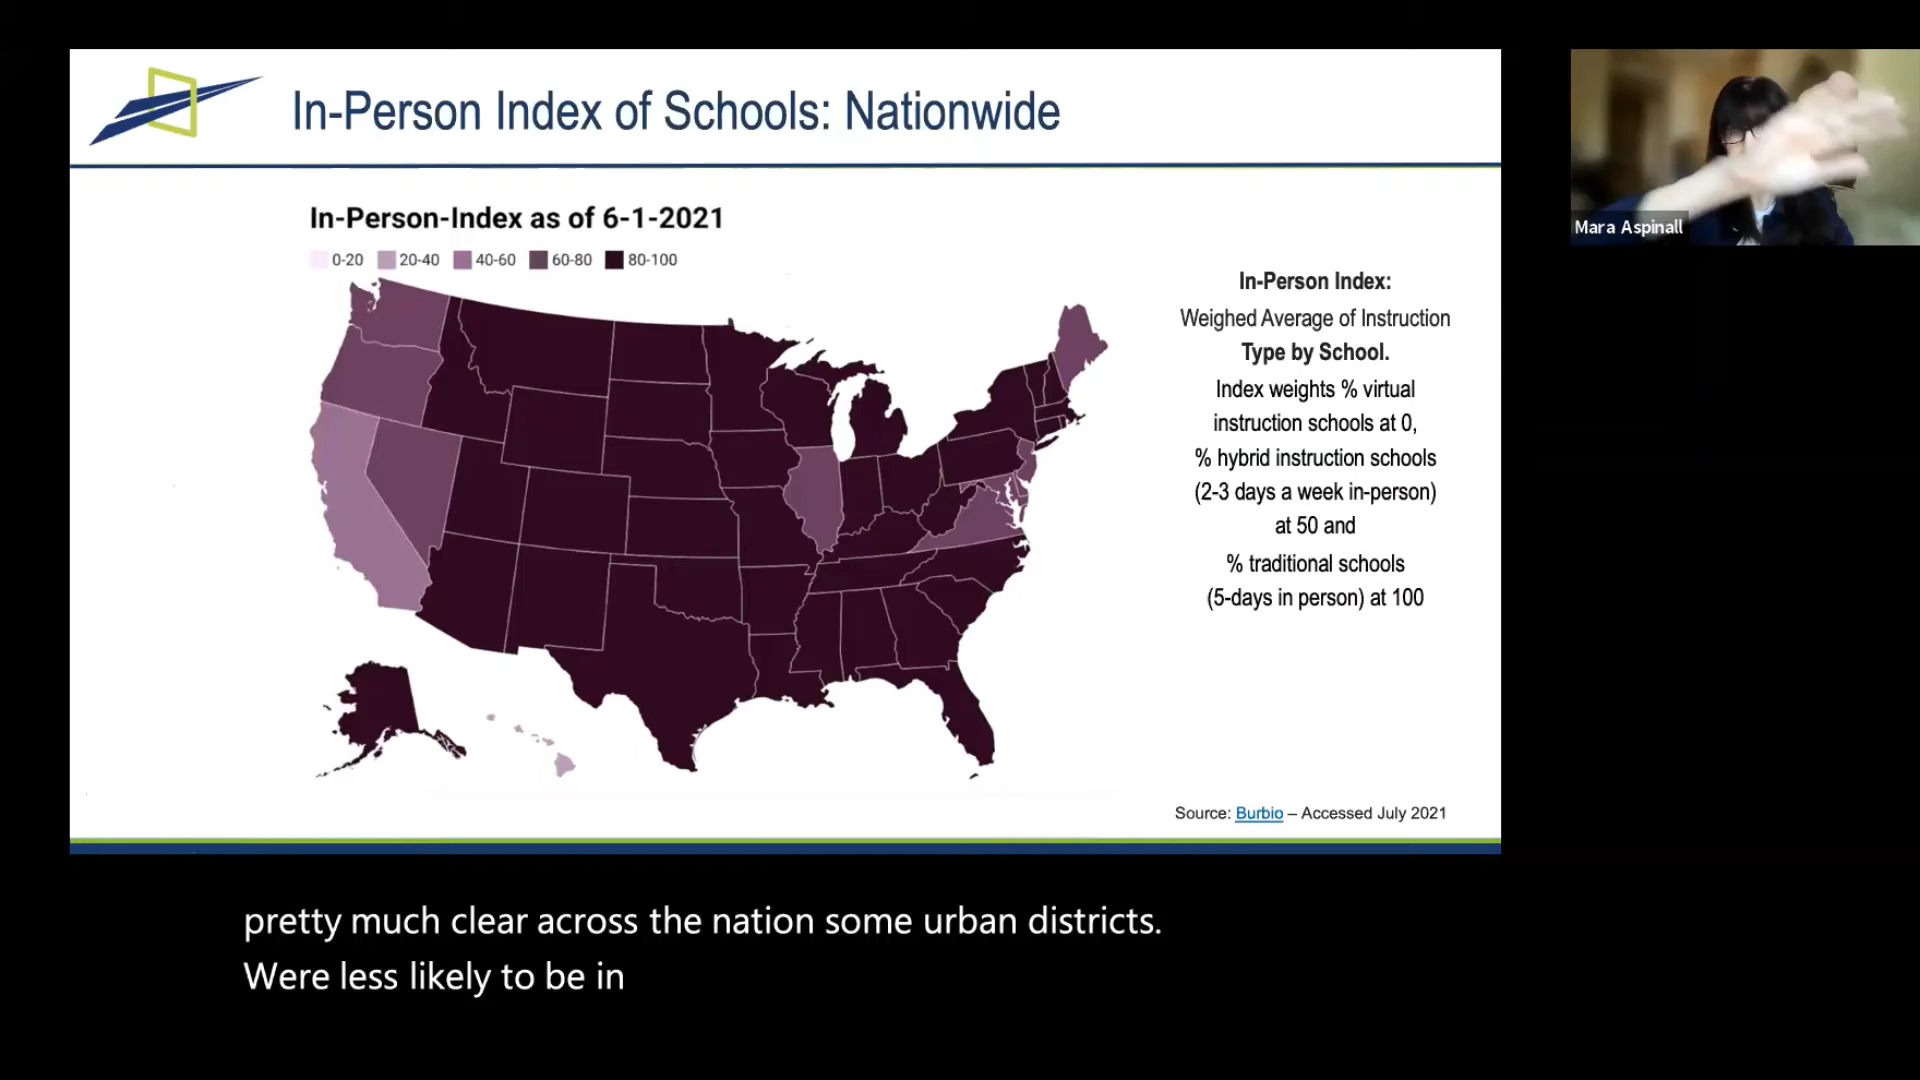 In-Person Index of Schools: Nationwide
In-Person-Index as of 6-1-2021
0-20 20-40 40-60 60-80 80-100
In-Person Index:
Weighed Average of Instruction
Type by School.
Index weights % virtual
instruction schools at 0,
% hybrid instruction schools
(2-3 days a week in-person)
at 50 and
% traditional schools
(5-days in person) at 100
Source: Burbio – Accessed July 2021
Mara Aspinall
pretty much clear across the nation some urban districts.
Were less likely to be in